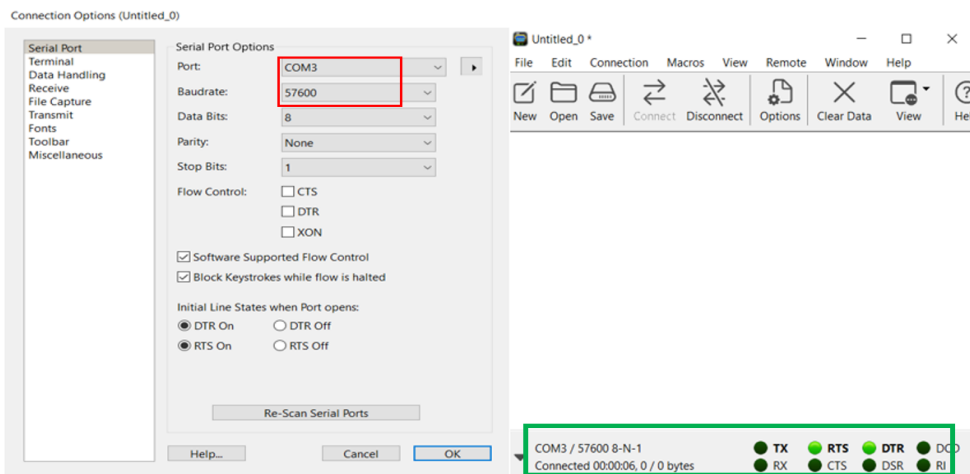 Connection Options (Untitled_0)
Serial Port
Terminal
Data Handling
Receive
File Capture
Transmit
Fonts
Toolbar
Miscellaneous
Serial Port Options
Port: COM3
Baudrate: 57600
Data Bits: 8
Parity: None
Stop Bits: 1
Flow Control: CTS
DTR
XON
Software Supported Flow Control
Block Keystrokes while flow is halted
Initial Line States when Port opens:
DTR On DTR Off
RTS On RTS Off
Re-Scan Serial Ports
Help... Cancel OK
Untitled_0 *
File Edit Connection Macros View Remote Window Help
New Open Save Connect Disconnect Options Clear Data View He
COM3 / 57600 8-N-1 TX RTS DTR DCD
Connected 00:00:06, 0 / 0 bytes RX CTS DSR RI